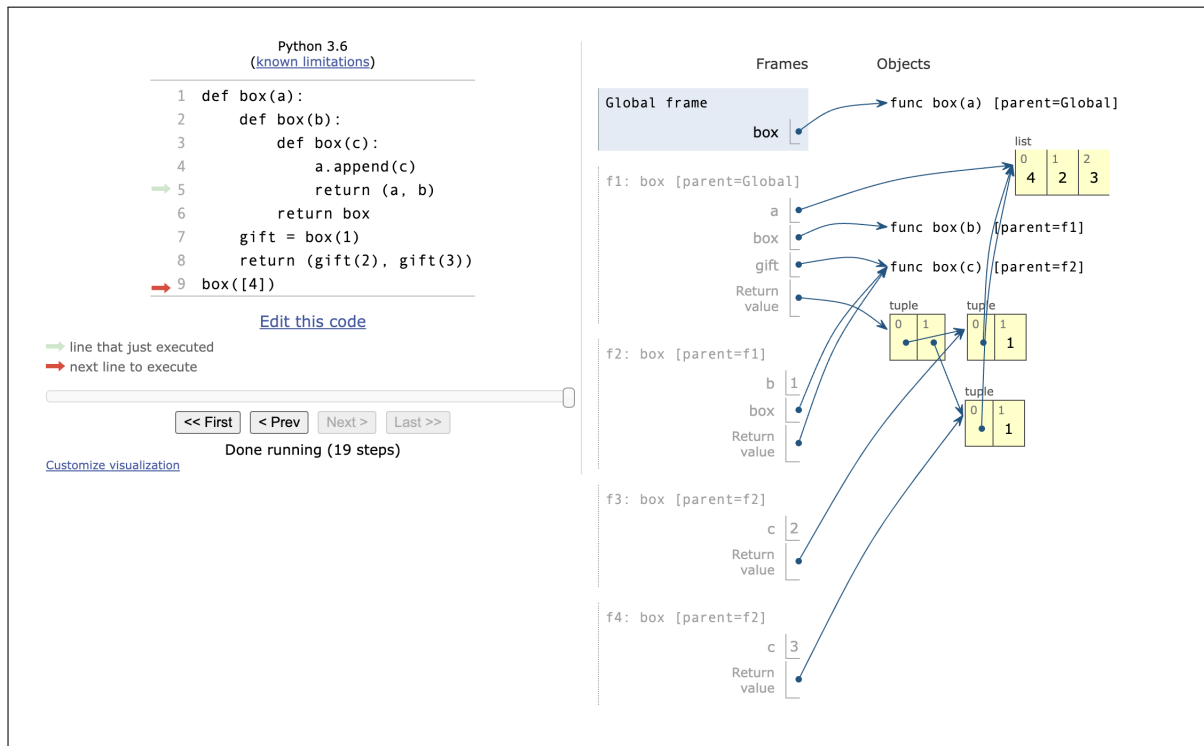 Python 3.6
(known limitations)
1 def box(a):
2     def box(b):
3         def box(c):
4             a.append(c)
5             return (a, b)
6         return box
7     gift = box(1)
8     return (gift(2), gift(3))
9 box([4])
Edit this code
line that just executed
next line to execute
<< First < Prev Next > Last >>
Done running (19 steps)
Customize visualization
Frames Objects
Global frame
box
func box(a) [parent=Global]
list
0 1 2
4 2 3
f1: box [parent=Global]
a
box
func box(b) [parent=f1]
gift
func box(c) [parent=f2]
Return
value
tuple
0 1
tuple
0 1
1
f2: box [parent=f1]
b 1
box
Return
value
tuple
0 1
1
f3: box [parent=f2]
c 2
Return
value
f4: box [parent=f2]
c 3
Return
value